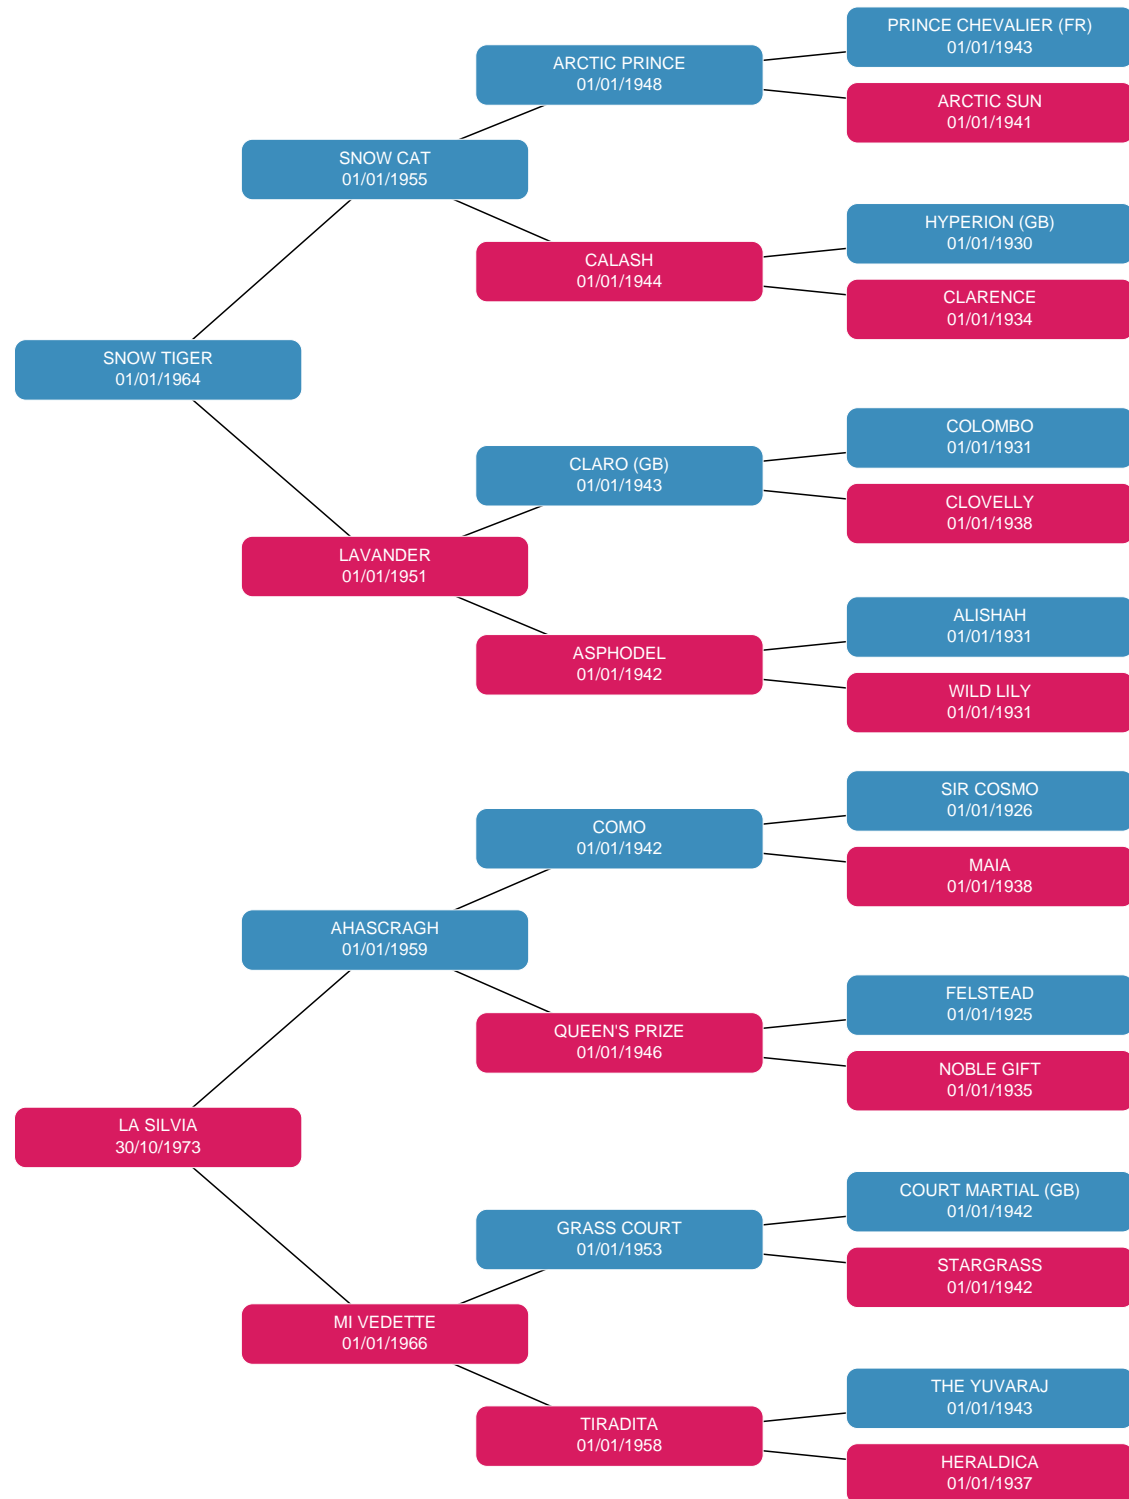 PRINCE CHEVALIER (FR)
01/01/1943
ARCTIC PRINCE
01/01/1948
ARCTIC SUN
01/01/1941
SNOW CAT
01/01/1955
HYPERION (GB)
01/01/1930
CALASH
01/01/1944
CLARENCE
01/01/1934
SNOW TIGER
01/01/1964
COLOMBO
01/01/1931
CLARO (GB)
01/01/1943
CLOVELLY
01/01/1938
LAVANDER
01/01/1951
ALISHAH
01/01/1931
ASPHODEL
01/01/1942
WILD LILY
01/01/1931
SIR COSMO
01/01/1926
COMO
01/01/1942
MAIA
01/01/1938
AHASCRAGH
01/01/1959
FELSTEAD
01/01/1925
QUEEN'S PRIZE
01/01/1946
NOBLE GIFT
01/01/1935
LA SILVIA
30/10/1973
COURT MARTIAL (GB)
01/01/1942
GRASS COURT
01/01/1953
STARGRASS
01/01/1942
MI VEDETTE
01/01/1966
THE YUVARAJ
01/01/1943
TIRADITA
01/01/1958
HERALDICA
01/01/1937